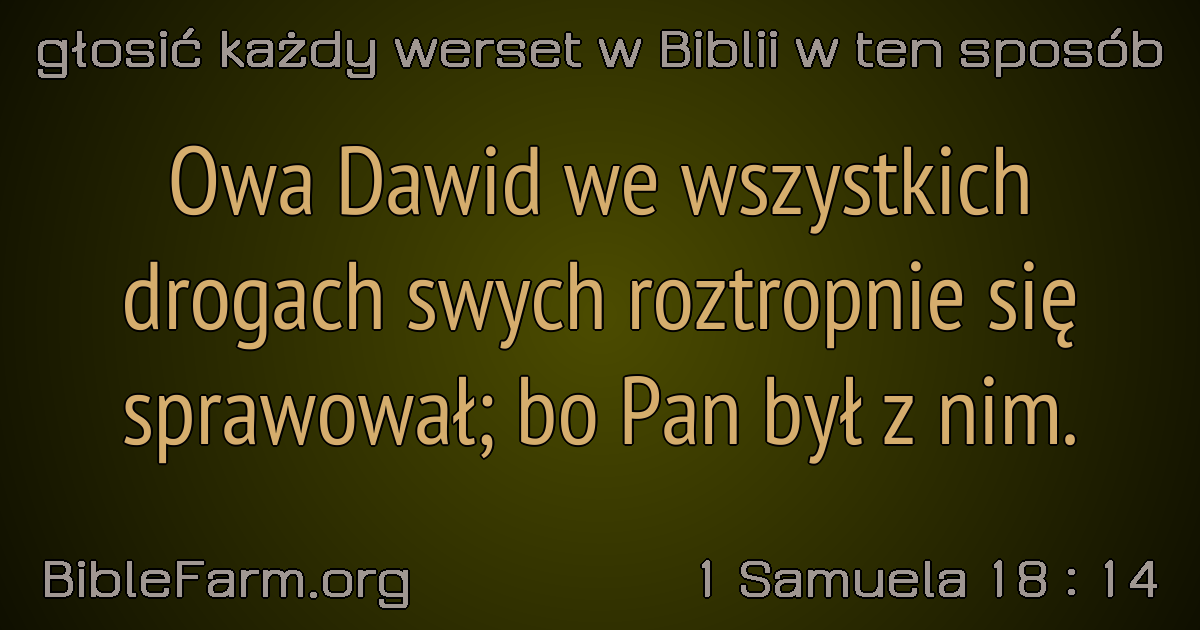 głosić każdy werset w Biblii w ten sposób
Owa Dawid we wszystkich
drogach swych roztropnie się
sprawował; bo Pan był z nim.
BibleFarm.org
1 Samuela 18 : 14